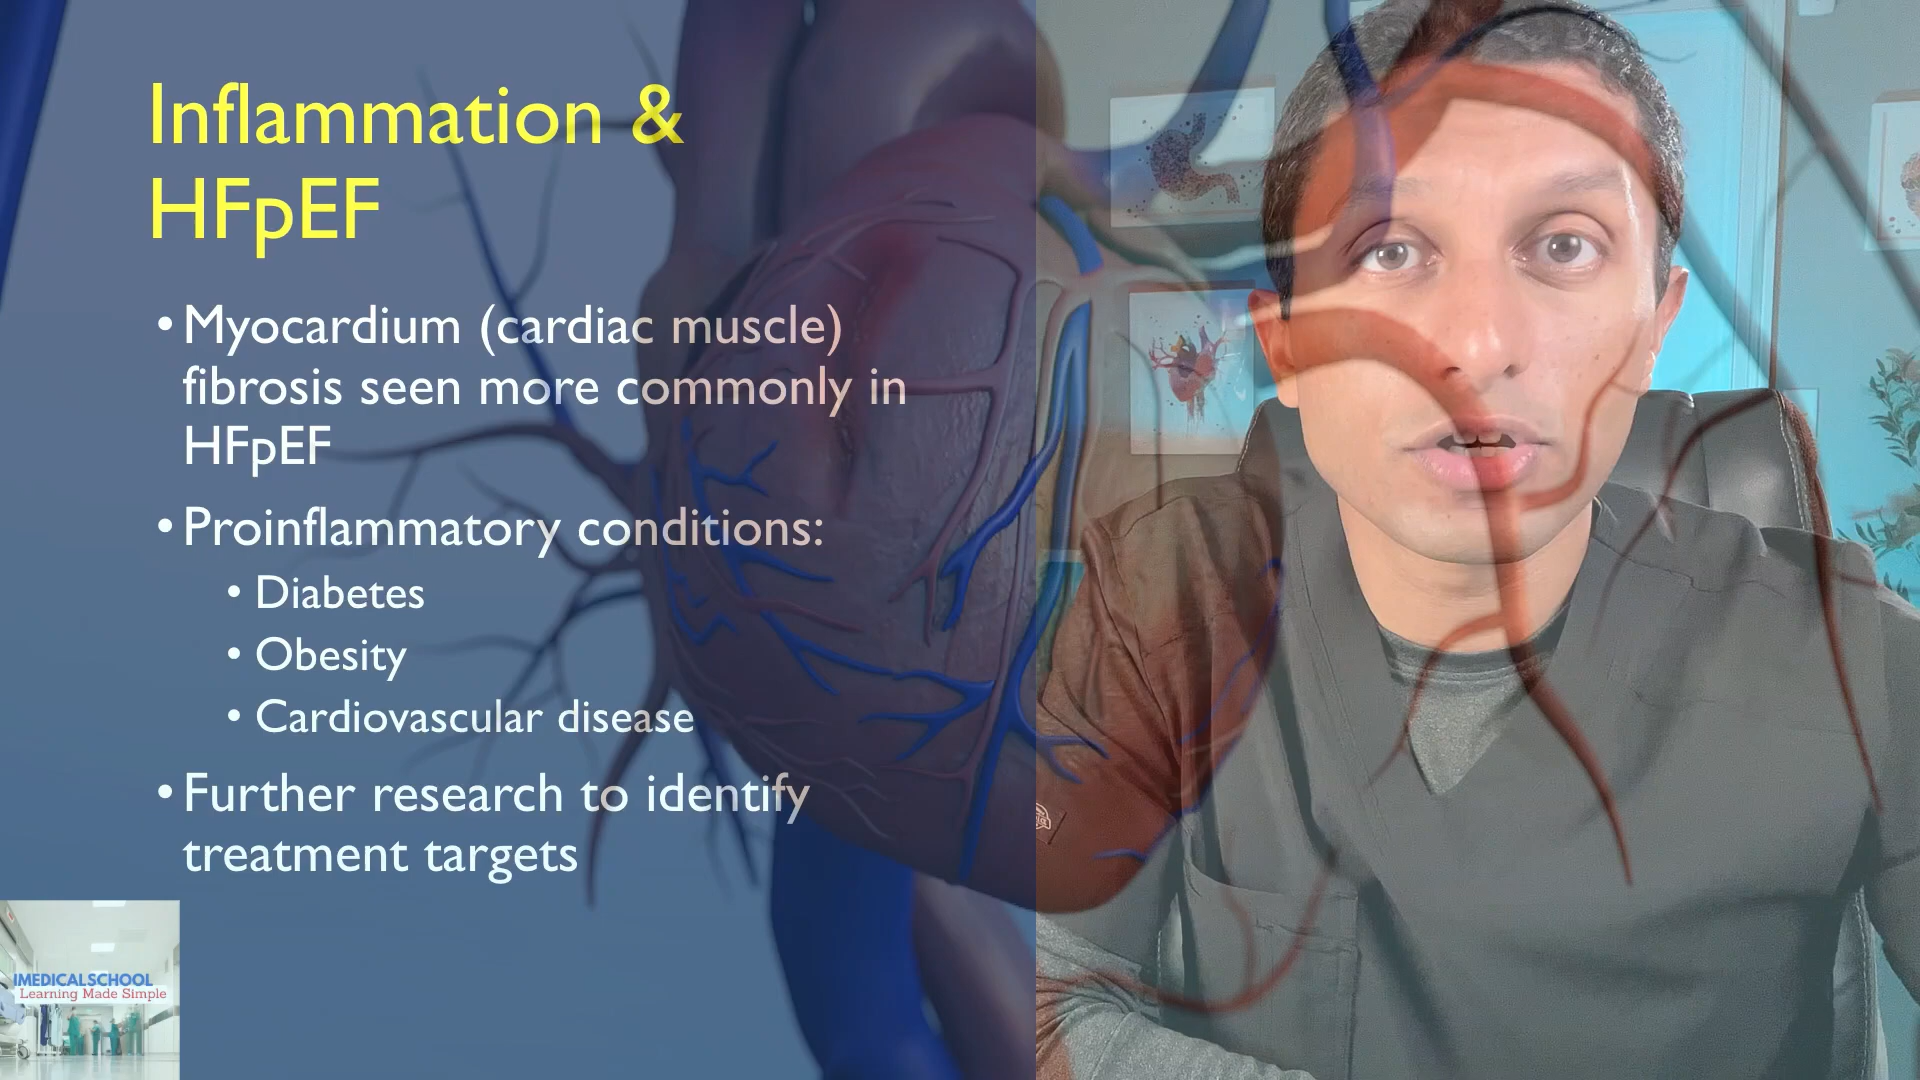 Inflammation &
HFpEF
• Myocardium (cardiac muscle)
fibrosis seen more commonly in
HFpEF
• Proinflammatory conditions:
• Diabetes
• Obesity
• Cardiovascular disease
• Further research to identify
treatment targets
IMEDICALSCHOOL
Learning Made Simple